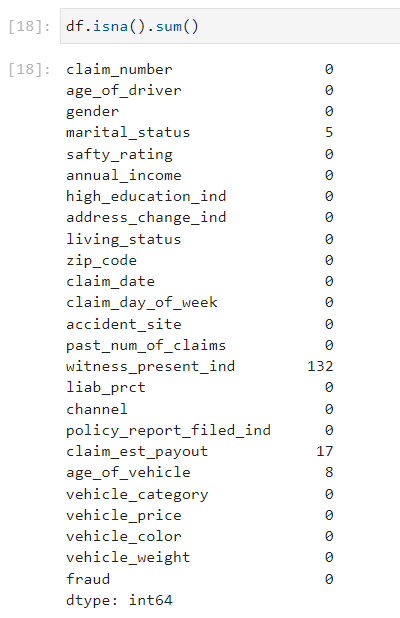 [18]: df.isna().sum()
[18]: claim_number 0
age_of_driver 0
gender 0
marital_status 5
safty_rating 0
annual_income 0
high_education_ind 0
address_change_ind 0
living_status 0
zip_code 0
claim_date 0
claim_day_of_week 0
accident_site 0
past_num_of_claims 0
witness_present_ind 132
liab_prct 0
channel 0
policy_report_filed_ind 0
claim_est_payout 17
age_of_vehicle 8
vehicle_category 0
vehicle_price 0
vehicle_color 0
vehicle_weight 0
fraud 0
dtype: int64